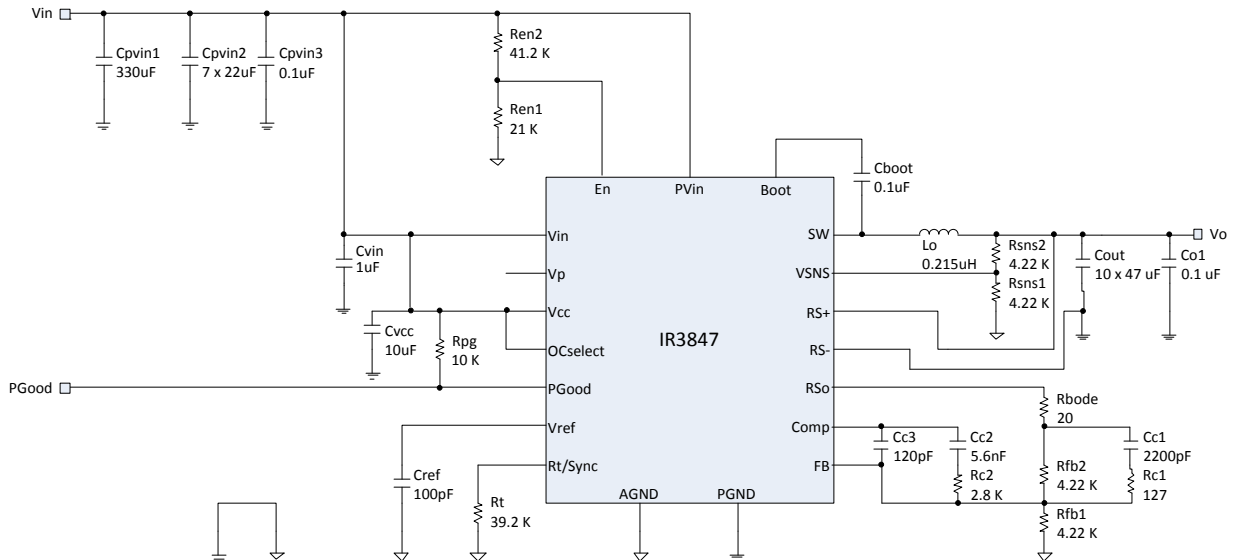 Vin
Cpvin1
330uF
Cpvin2
7 x 22uF
Cpvin3
0.1uF
Ren2
41.2 K
Ren1
21 K
Cboot
0.1uF
En
PVin
Boot
Vin
Vp
Vcc
OCselect
PGood
Vref
Rt/Sync
AGND
PGND
IR3847
SW
VSNS
RS+
RS-
RSo
Comp
FB
Cvin
1uF
Cvcc
10uF
Rpg
10 K
PGood
Cref
100pF
Rt
39.2 K
Lo
0.215uH
Rsns2
4.22 K
Rsns1
4.22 K
Cout
10 x 47 uF
Co1
0.1 uF
Vo
Rbode
20
Cc3
120pF
Cc2
5.6nF
Rc2
2.8 K
Rfb2
4.22 K
Cc1
2200pF
Rc1
127
Rfb1
4.22 K